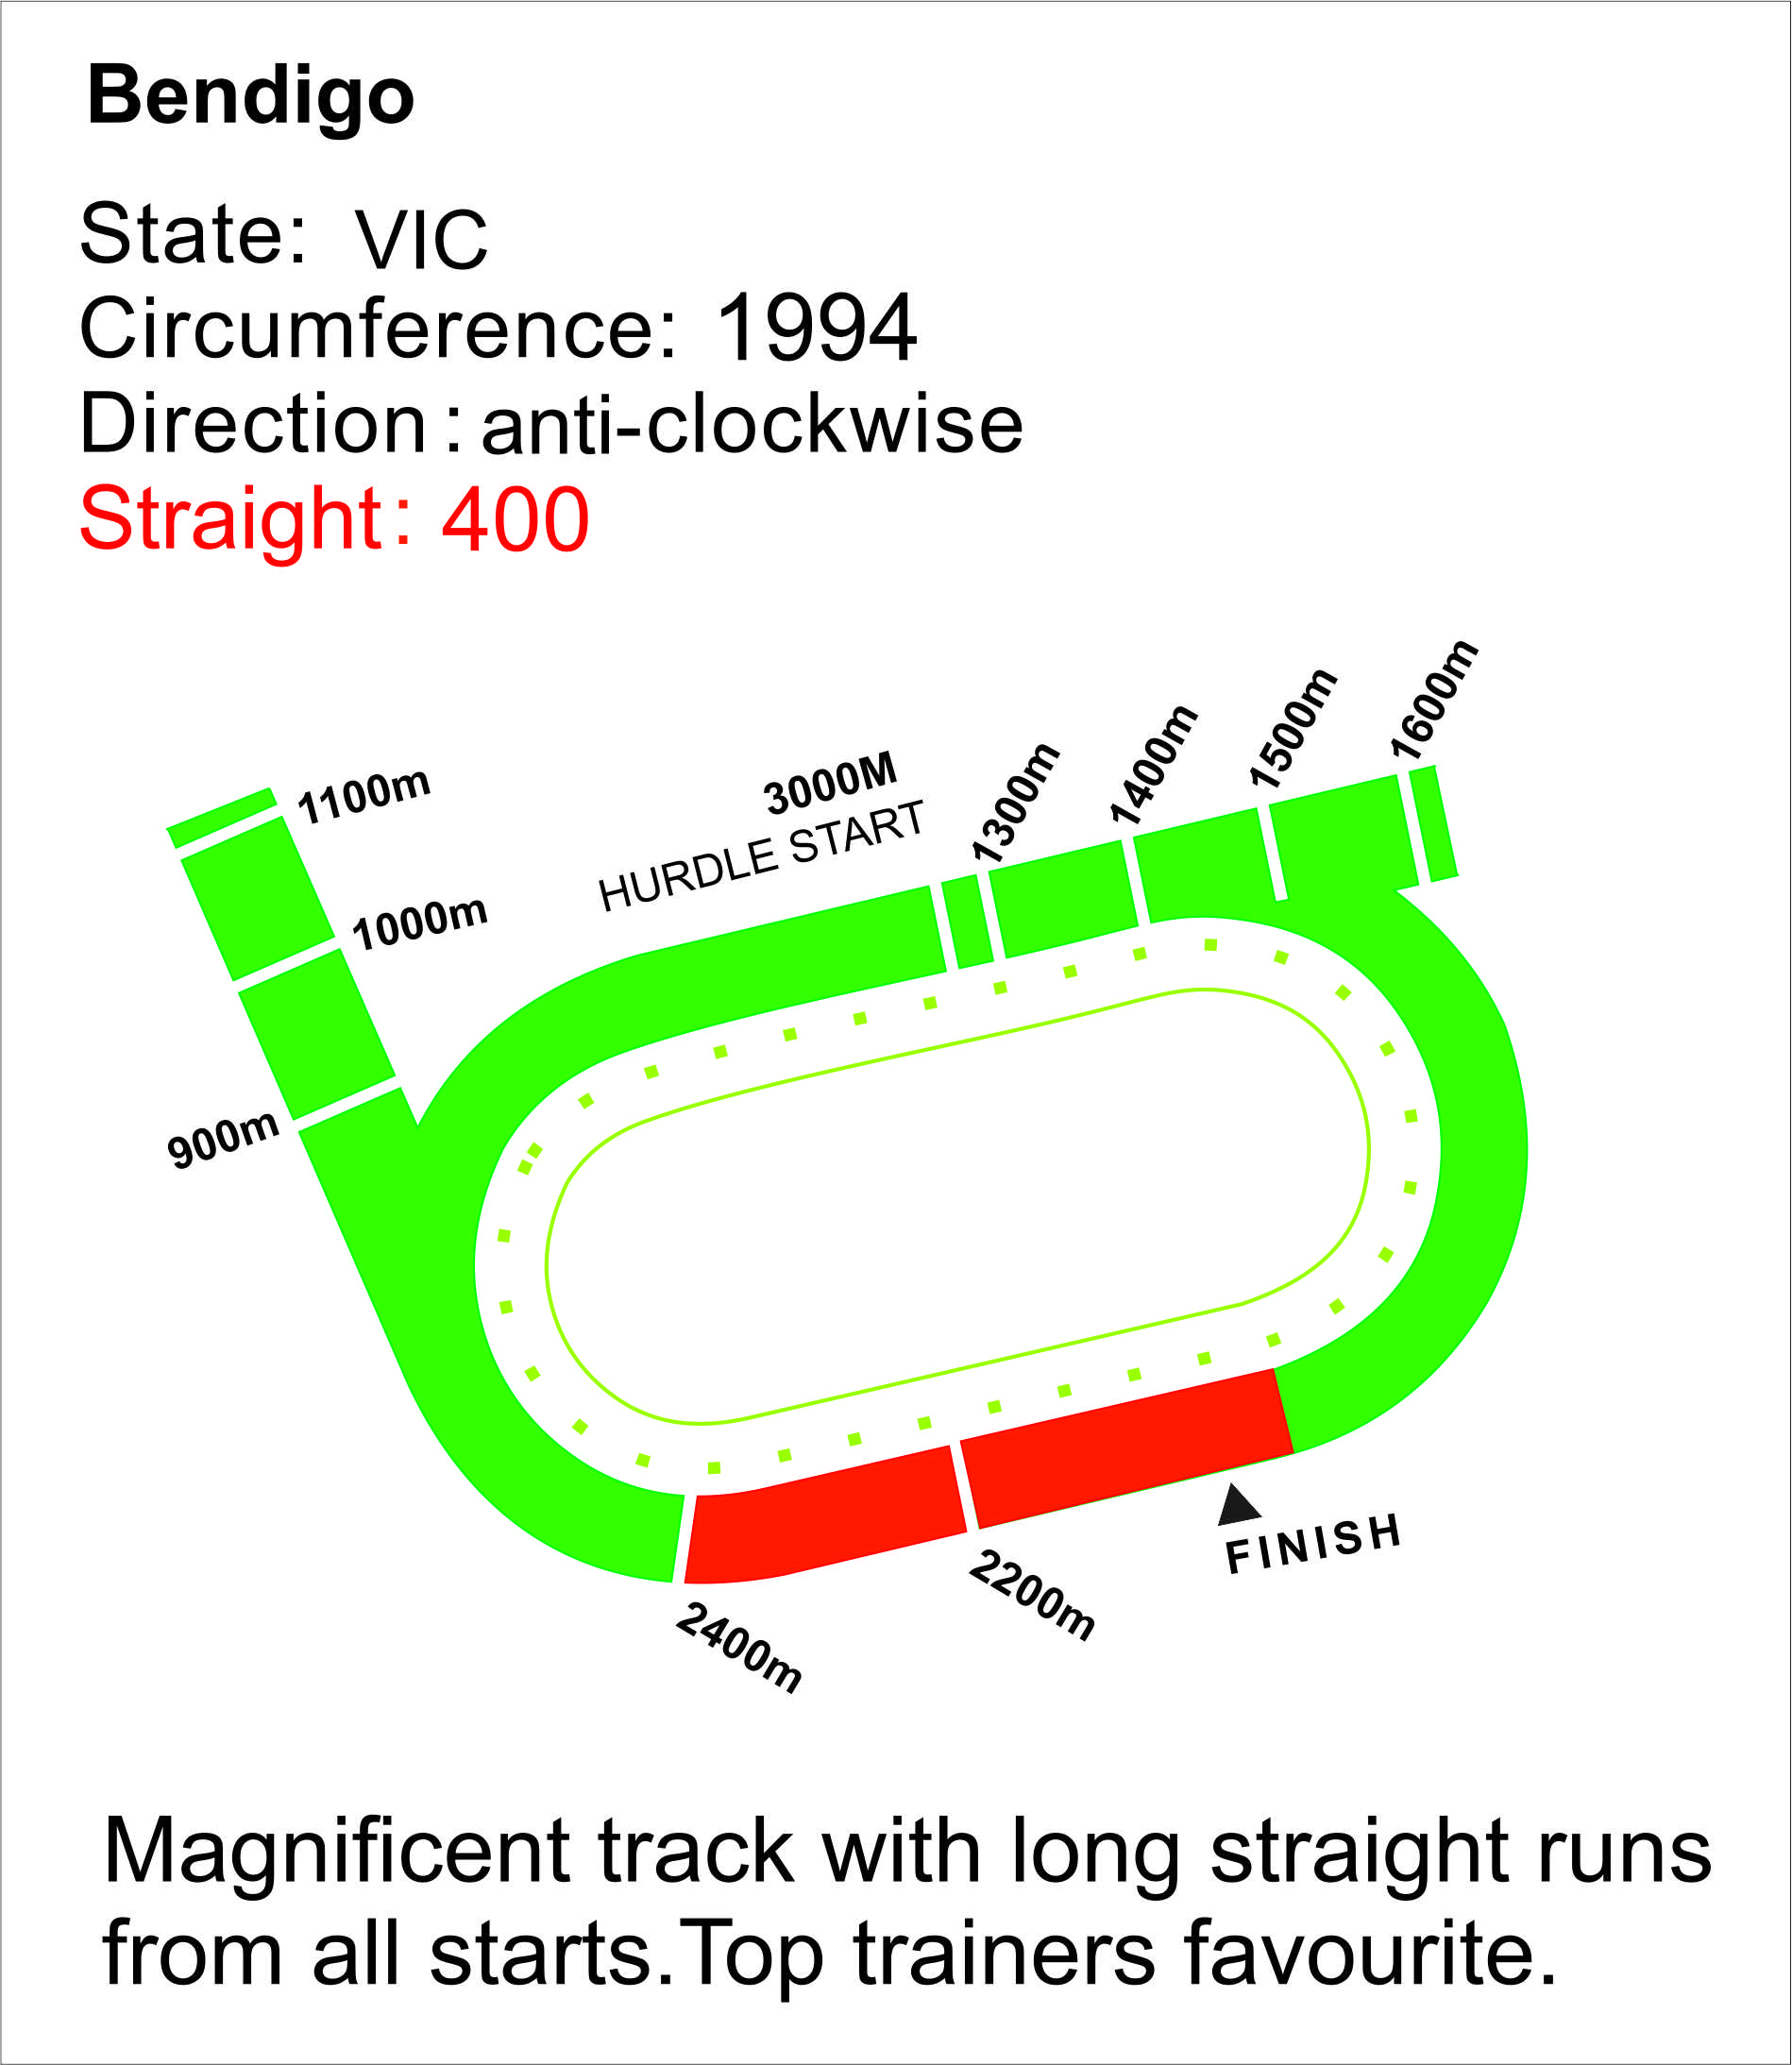 Bendigo
State: VIC
Circumference: 1994
Direction : anti-clockwise
Straight: 400
1600m
1500m
1400m
1300m
3000M
HURDLE START
1100m
1000m
900m
FINISH
2200m
2400m
Magnificent track with long straight runs
from all starts.Top trainers favourite.